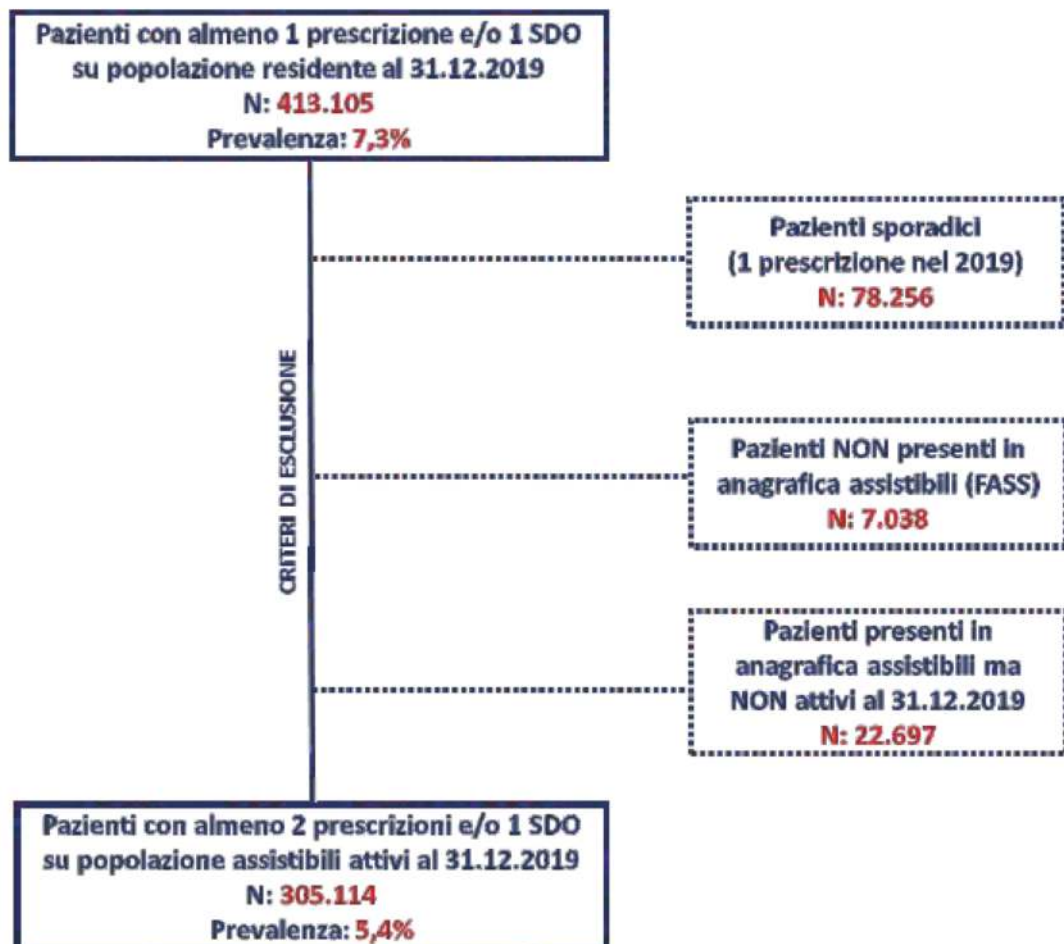 Pazienti con almeno 1 prescrizione e/o 1 SDO
su popolazione residente al 31.12.2019
N: 413.105
Prevalenza: 7,3%
Pazienti sporadici
(1 prescrizione nel 2019)
N: 78.256
CRITERI DI ESCLUSIONE
Pazienti NON presenti in
anagrafica assistibili (FASS)
N: 7.038
Pazienti presenti in
anagrafica assistibili ma
NON attivi al 31.12.2019
N: 22.697
Pazienti con almeno 2 prescrizioni e/o 1 SDO
su popolazione assistibili attivi al 31.12.2019
N: 305.114
Prevalenza: 5,4%